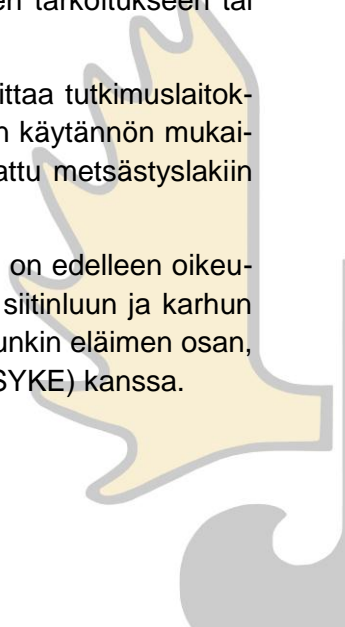 en tarkoitukseen tai
ittaa tutkimuslaitok-
n käytännön mukai-
attu metsästyslakiin
on edelleen oikeu-
siitinluun ja karhun
unkin eläimen osan,
SYKE) kanssa.